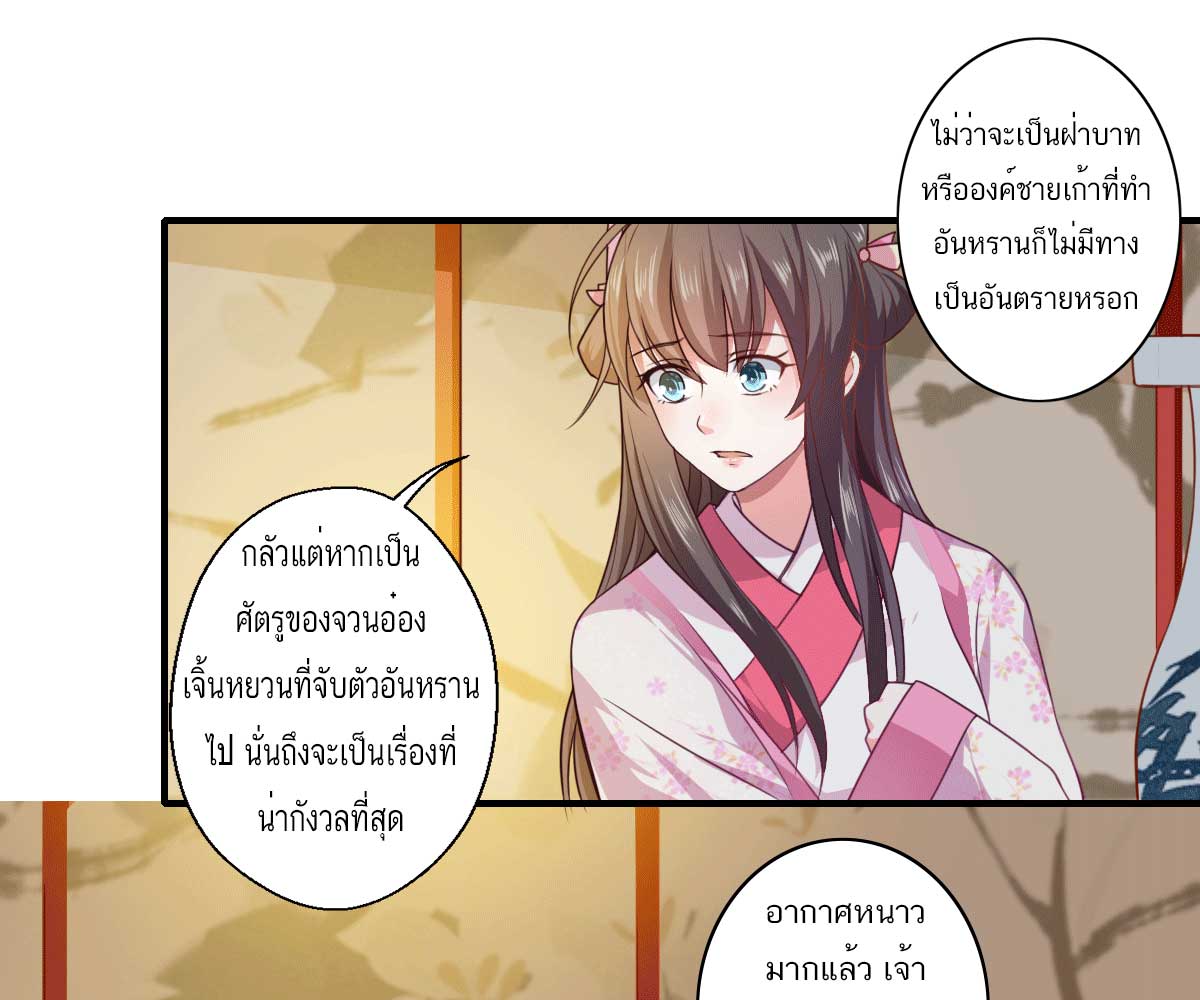 ไม่ว่าจะเป็นฝ่าบาท
หรือองค์ชายเก้าที่ทำ
อันหรานก็ไม่มีทาง
เป็นอันตรายหรอก
กลัวแต่หากเป็น
ศัตรูของจวนอ๋อง
เจิ้นหยวนที่จับตัวอันหราน
ไป นั่นถึงจะเป็นเรื่องที่
น่ากังวลที่สุด
อากาศหนาว
มากแล้ว เจ้า